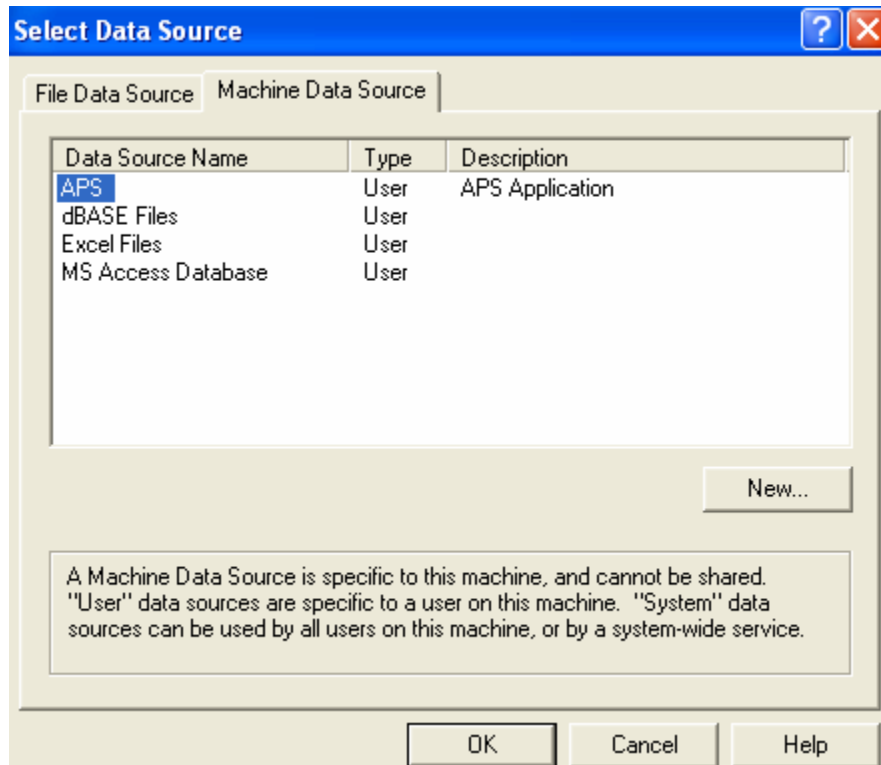 Select Data Source
File Data Source Machine Data Source
Data Source Name Type Description
APS User APS Application
dBASE Files User
Excel Files User
MS Access Database User
New...
A Machine Data Source is specific to this machine, and cannot be shared.
"User" data sources are specific to a user on this machine. "System" data
sources can be used by all users on this machine, or by a system-wide service.
OK Cancel Help